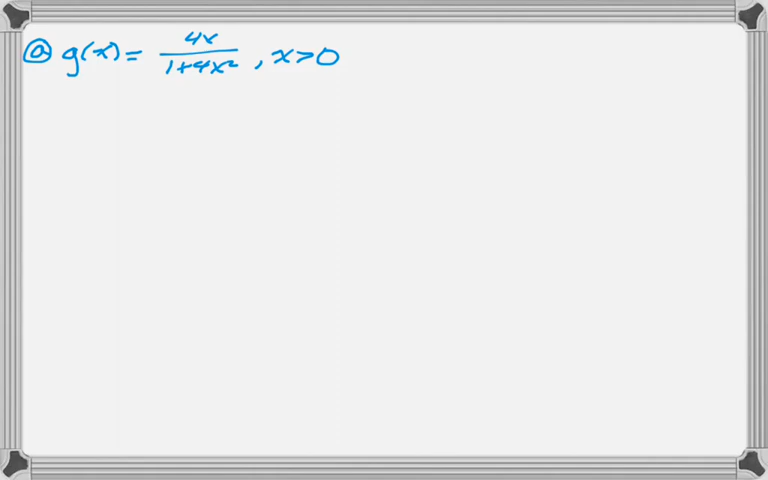 ⓐ g(x) = 4x / (1+4x²) , x>0